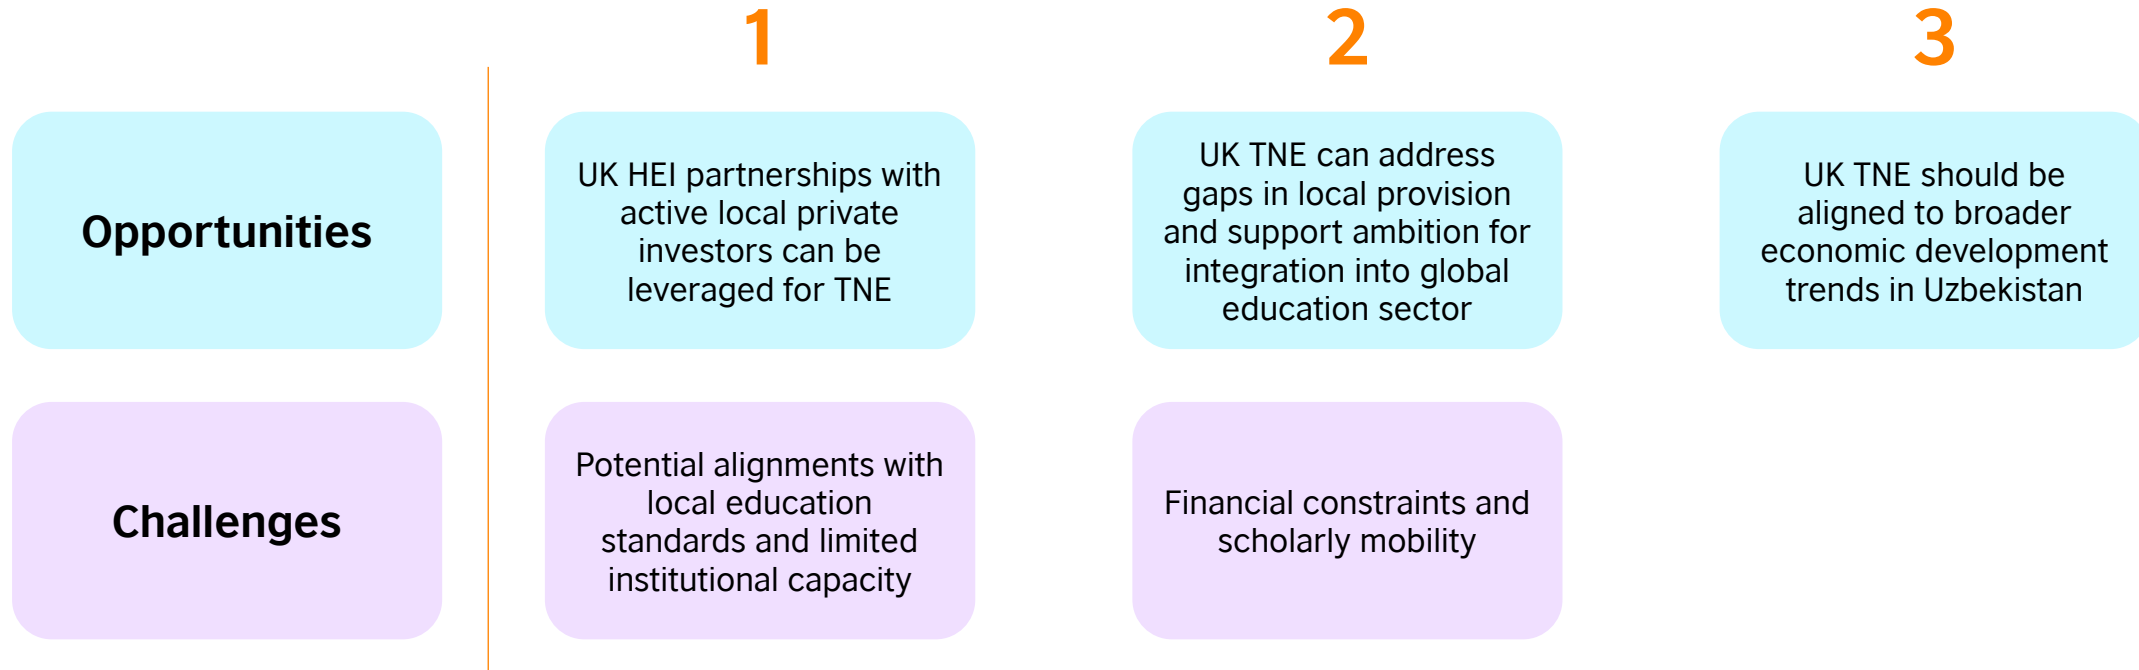 1
2
3
Opportunities
UK HEI partnerships with
active local private
investors can be
leveraged for TNE
UK TNE can address
gaps in local provision
and support ambition for
integration into global
education sector
UK TNE should be
aligned to broader
economic development
trends in Uzbekistan
Challenges
Potential alignments with
local education
standards and limited
institutional capacity
Financial constraints and
scholarly mobility